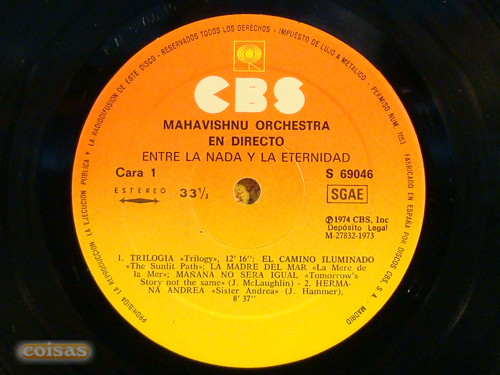 PROHIBIDA LA REPRODUCCION, LA EJECUCION PUBLICA Y LA RADIODIFUSION DE ESTE DISCO - RESERVADOS TODOS LOS DERECHOS - IMPUESTO DE LUJO A METALICO - PERMISO NUM. 7053
FABRICADO EN ESPAÑA POR DISCOS CBS, S. A. MADRID
CBS
MAHAVISHNU ORCHESTRA
EN DIRECTO
ENTRE LA NADA Y LA ETERNIDAD
Cara 1
S 69046
ESTEREO
33 1/3
SGAE
℗ 1974 CBS, Inc
Depósito Legal
M-27832-1973
1. TRILOGIA «Trilogy», 12' 16": EL CAMINO ILUMINADO
«The Sunlit Path»; LA MADRE DEL MAR «La Mere de
la Mer»; MAÑANA NO SERA IGUAL «Tomorrow's
Story not the same» (J. McLaughlin) - 2. HERMA-
NA ANDREA «Sister Andrea» (J. Hammer),
8' 37"
coisas